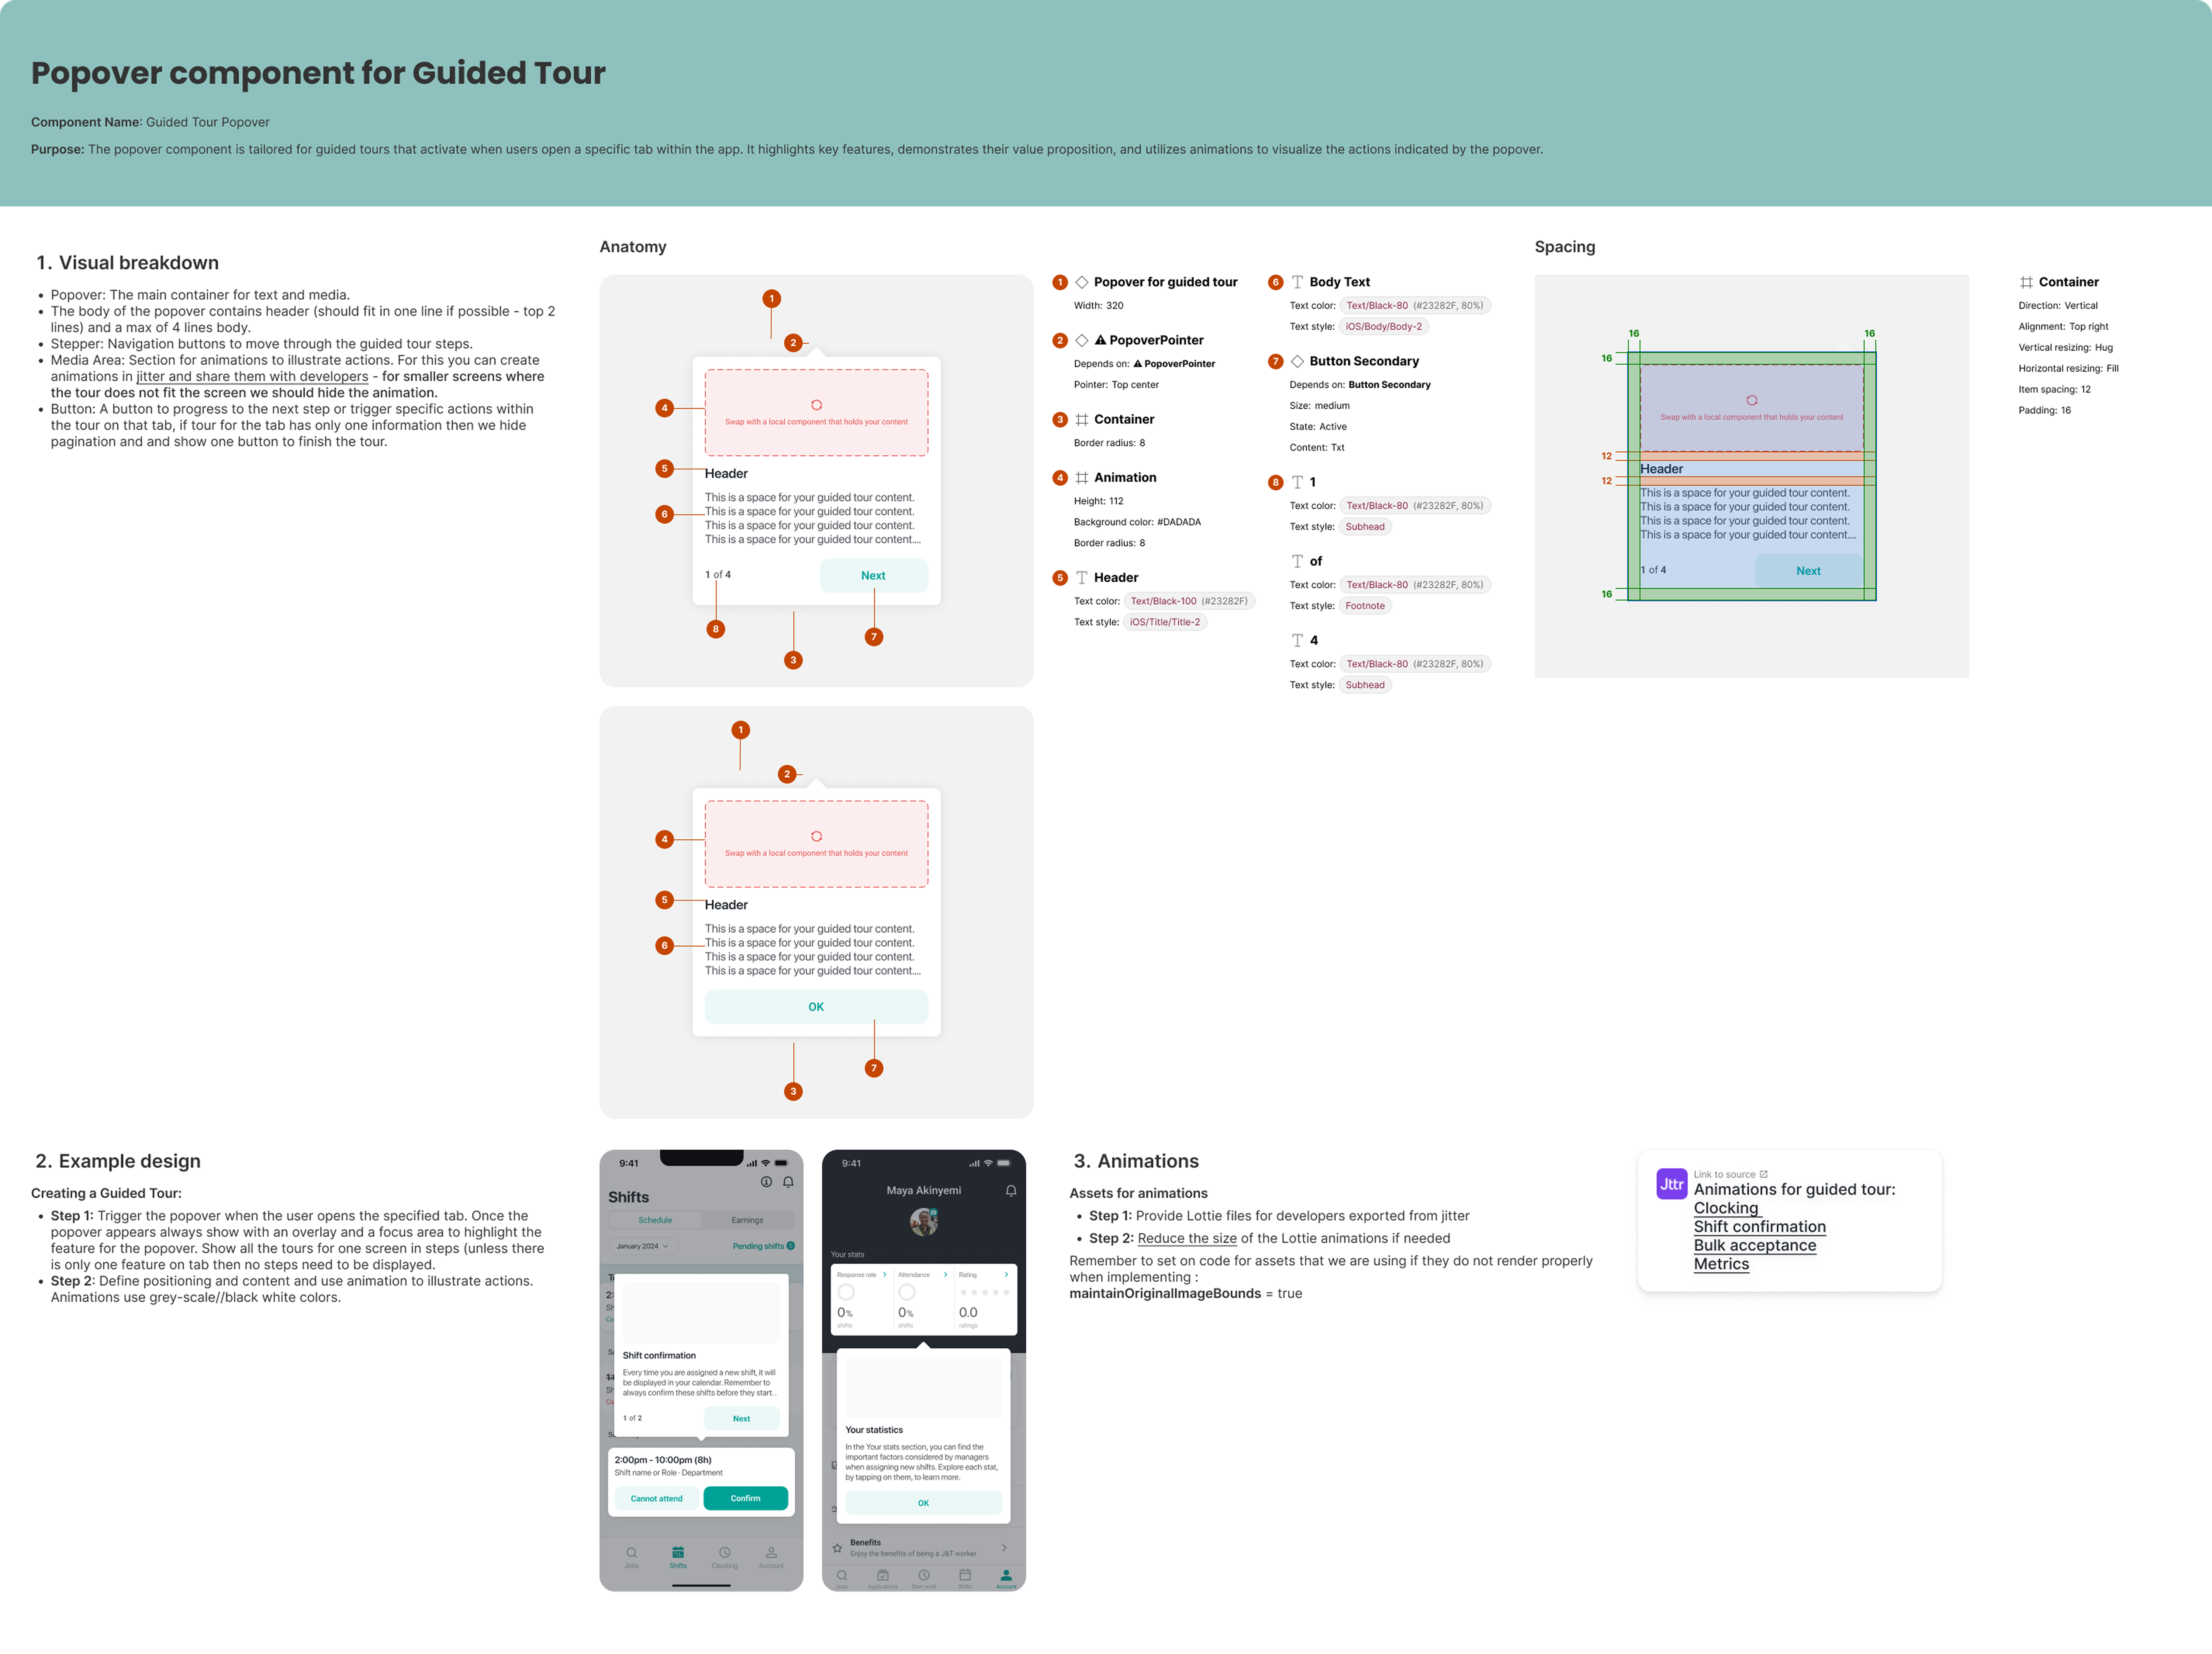 Popover component for Guided Tour
Component Name: Guided Tour Popover
Purpose: The popover component is tailored for guided tours that activate when users open a specific tab within the app. It highlights key features, demonstrates their value proposition, and utilizes animations to visualize the actions indicated by the popover.
1. Visual breakdown
• Popover: The main container for text and media.
• The body of the popover contains header (should fit in one line if possible - top 2
lines) and a max of 4 lines body.
• Stepper: Navigation buttons to move through the guided tour steps.
• Media Area: Section for animations to illustrate actions. For this you can create
animations in jitter and share them with developers - for smaller screens where
the tour does not fit the screen we should hide the animation.
• Button: A button to progress to the next step or trigger specific actions within
the tour on that tab, if tour for the tab has only one information then we hide
pagination and and show one button to finish the tour.
Anatomy
1
2
4
Swap with a local component that holds your content
5
Header
6
This is a space for your guided tour content.
This is a space for your guided tour content.
This is a space for your guided tour content.
This is a space for your guided tour content....
1 of 4
Next
8
7
3
1 Popover for guided tour
Width: 320
2 PopoverPointer
Depends on: PopoverPointer
Pointer: Top center
3 Container
Border radius: 8
4 Animation
Height: 112
Background color: #DADADA
Border radius: 8
5 Header
Text color: Text/Black-100 (#23282F)
Text style: iOS/Title/Title-2
6 Body Text
Text color: Text/Black-80 (#23282F, 80%)
Text style: iOS/Body/Body-2
7 Button Secondary
Depends on: Button Secondary
Size: medium
State: Active
Content: Txt
8 1
Text color: Text/Black-80 (#23282F, 80%)
Text style: Subhead
of
Text color: Text/Black-80 (#23282F, 80%)
Text style: Footnote
4
Text color: Text/Black-80 (#23282F, 80%)
Text style: Subhead
Spacing
16
16
16
Swap with a local component that holds your content
12
Header
12
This is a space for your guided tour content.
This is a space for your guided tour content.
This is a space for your guided tour content.
This is a space for your guided tour content....
1 of 4
Next
16
Container
Direction: Vertical
Alignment: Top right
Vertical resizing: Hug
Horizontal resizing: Fill
Item spacing: 12
Padding: 16
1
2
4
Swap with a local component that holds your content
5
Header
6
This is a space for your guided tour content.
This is a space for your guided tour content.
This is a space for your guided tour content.
This is a space for your guided tour content....
OK
7
3
2. Example design
Creating a Guided Tour:
• Step 1: Trigger the popover when the user opens the specified tab. Once the
popover appears always show with an overlay and a focus area to highlight the
feature for the popover. Show all the tours for one screen in steps (unless there
is only one feature on tab then no steps need to be displayed.
• Step 2: Define positioning and content and use animation to illustrate actions.
Animations use grey-scale//black white colors.
9:41
Shifts
Schedule
Earnings
January 2024
Pending shifts 5
Shift confirmation
Every time you are assigned a new shift, it will
be displayed in your calendar. Remember to
always confirm these shifts before they start. .
1 of 2
Next
2:00pm - 10:00pm (8h)
Shift name or Role · Department
Cannot attend
Confirm
Jobs
Shifts
Clocking
Account
9:41
Maya Akinyemi
Your stats
Response rate
Attendance
Rating
0%
0%
0.0
shifts
shifts
ratings
Your statistics
In the Your stats section, you can find the
important factors considered by managers
when assigning new shifts. Explore each stat,
by tapping on them, to learn more.
OK
Benefits
Enjoy the benefits of being a J&T worker
Jobs
Applications
Start work
Shifts
Account
3. Animations
Assets for animations
• Step 1: Provide Lottie files for developers exported from jitter
• Step 2: Reduce the size of the Lottie animations if needed
Remember to set on code for assets that we are using if they do not render properly
when implementing :
maintainOriginalImageBounds = true
Jttr
Link to source
Animations for guided tour:
Clocking
Shift confirmation
Bulk acceptance
Metrics